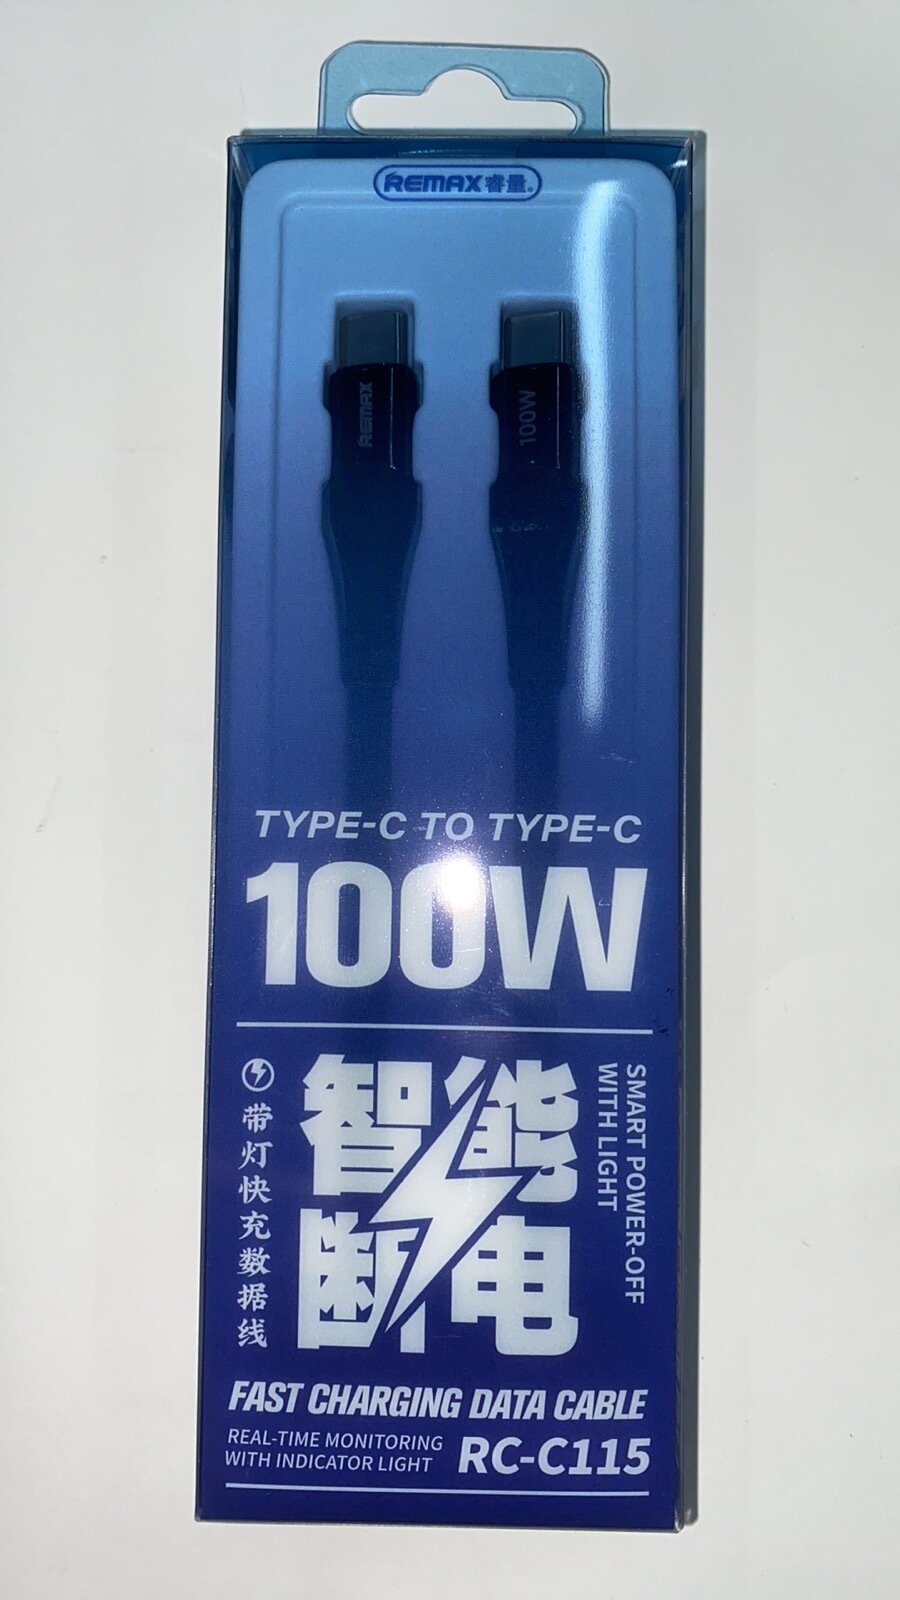 REMAX 睿量®
REMAX
100W
TYPE-C TO TYPE-C
100W
带灯快充数据线
智能
断电
SMART POWER-OFF
WITH LIGHT
FAST CHARGING DATA CABLE
REAL-TIME MONITORING
WITH INDICATOR LIGHT
RC-C115